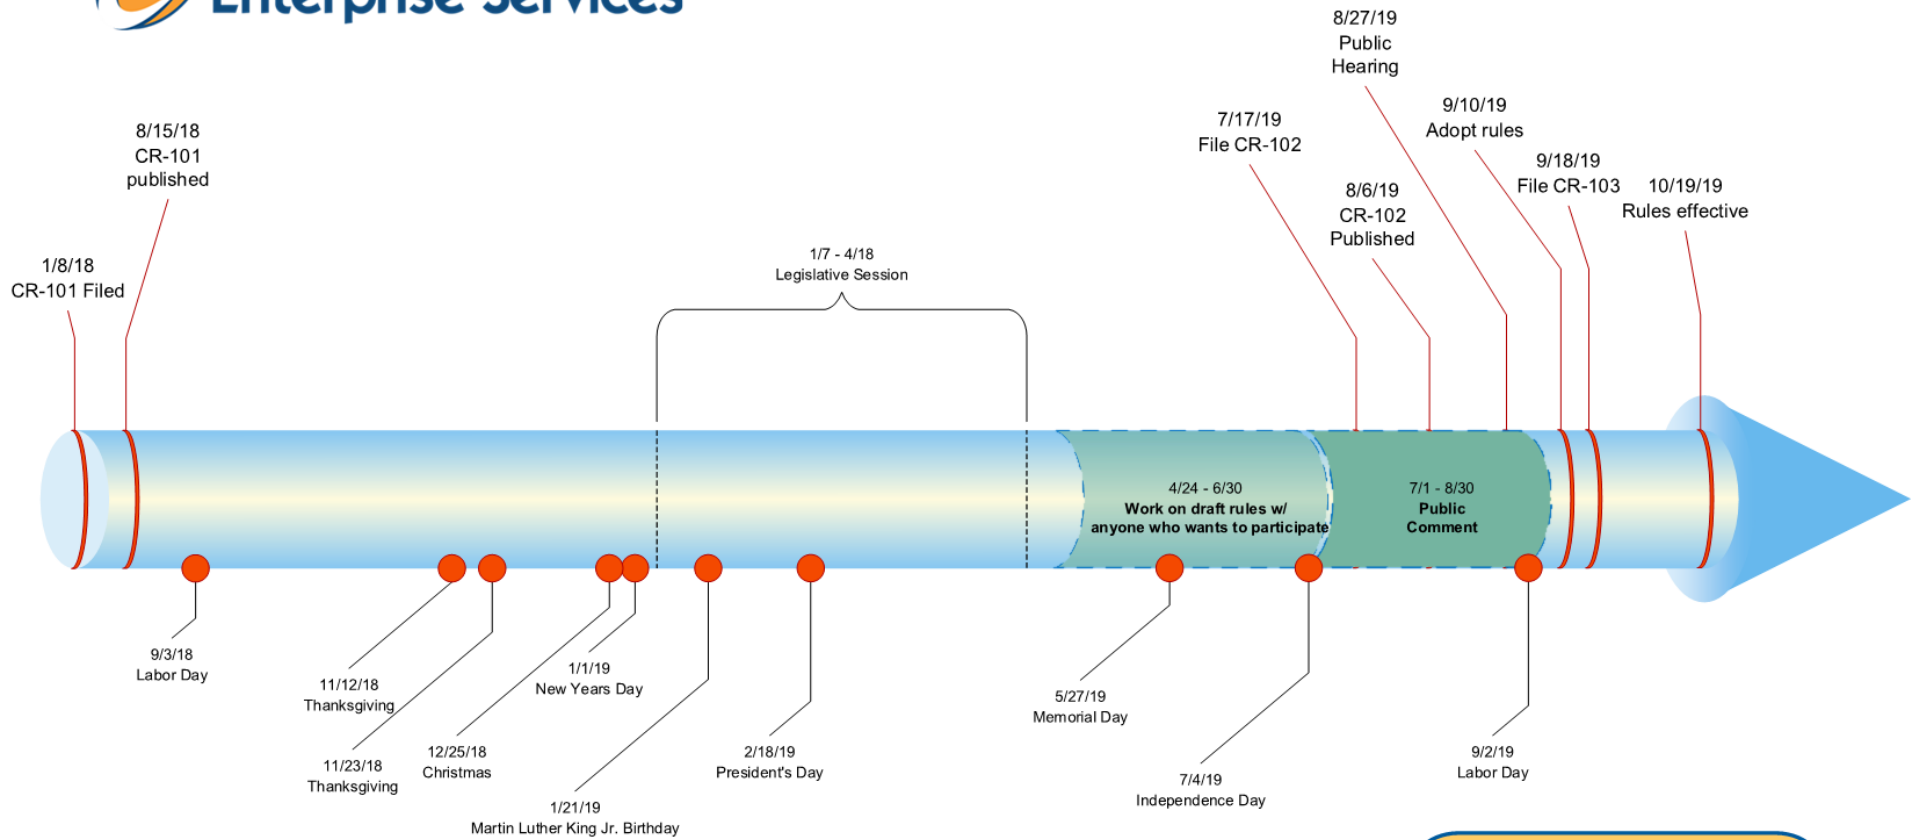 Enterprise Services
8/27/19
Public
Hearing
8/15/18
CR-101
published
7/17/19
File CR-102
9/10/19
Adopt rules
9/18/19
File CR-103
8/6/19
CR-102
Published
10/19/19
Rules effective
1/8/18
CR-101 Filed
1/7 - 4/18
Legislative Session
4/24 - 6/30
Work on draft rules w/
anyone who wants to participate
7/1 - 8/30
Public
Comment
9/3/18
Labor Day
11/12/18
Thanksgiving
11/23/18
Thanksgiving
12/25/18
Christmas
1/1/19
New Years Day
1/21/19
Martin Luther King Jr. Birthday
2/18/19
President's Day
5/27/19
Memorial Day
7/4/19
Independence Day
9/2/19
Labor Day